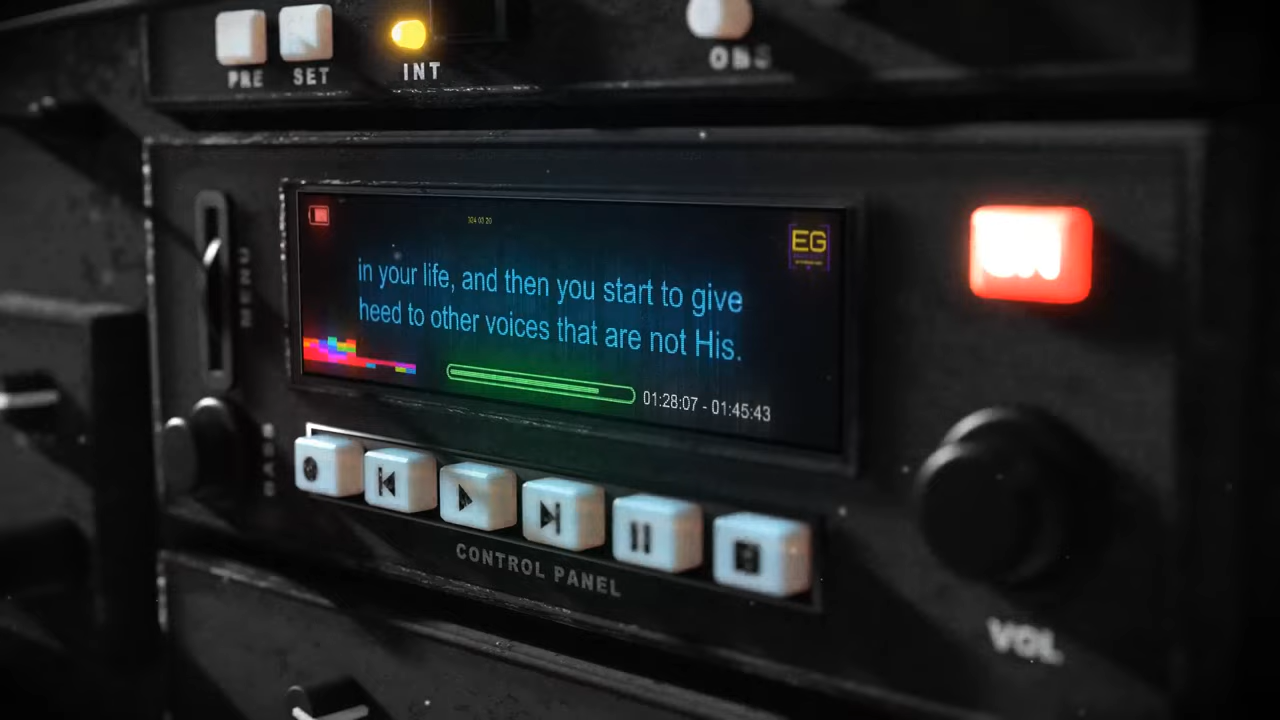 PRE SET INT
MENU
EG
in your life, and then you start to give
heed to other voices that are not His.
01:28:07 - 01:45:43
BASS
CONTROL PANEL
VOL